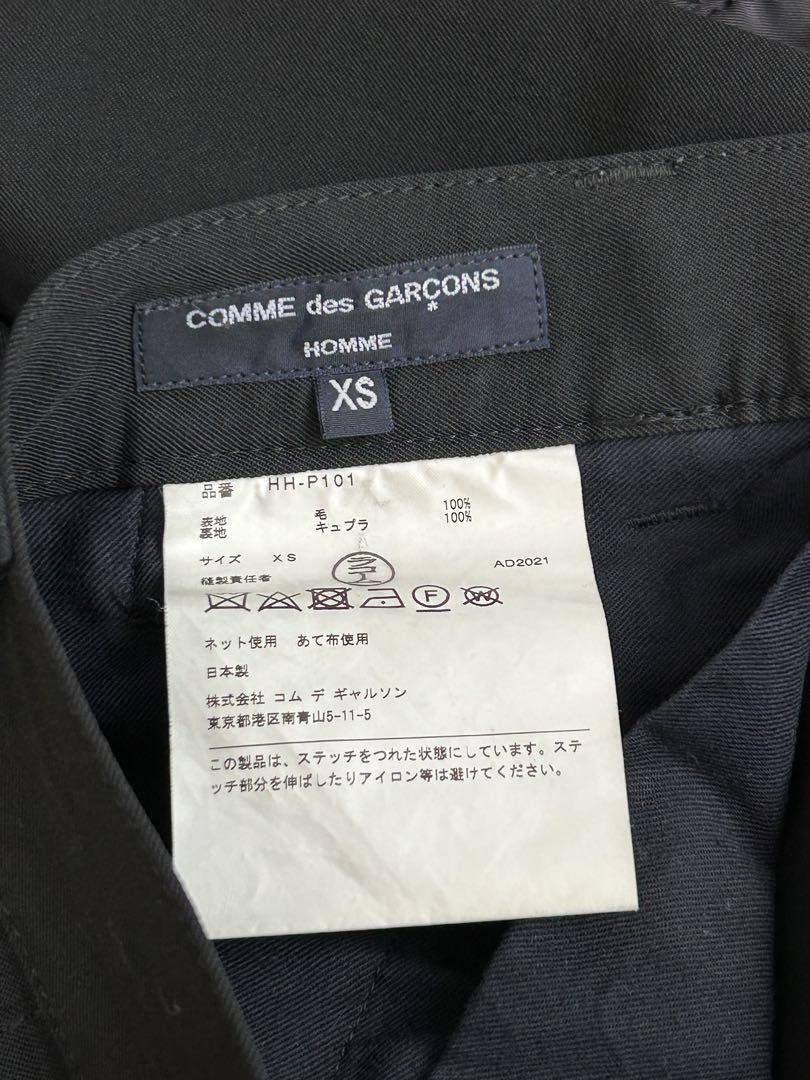 COMME des GARÇONS
HOMME
XS
品番 HH-P101
表地 毛 100%
裏地 キュプラ 100%
サイズ XS
縫製責任者 AD2021
F W
ネット使用 あて布使用
日本製
株式会社 コム デ ギャルソン
東京都港区南青山5-11-5
この製品は、ステッチをつれた状態にしています。ステ
ッチ部分を伸ばしたりアイロン等は避けてください。